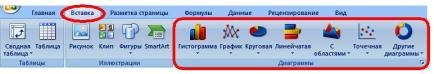 Главная Вставка Разметка страницы Формулы Данные Рецензирование Вид
Сводная таблица Таблица Рисунок Клип Фигуры SmartArt Гистограмма График Круговая Линейчатая С областями Точечная Другие диаграммы
Таблицы Иллюстрации Диаграммы